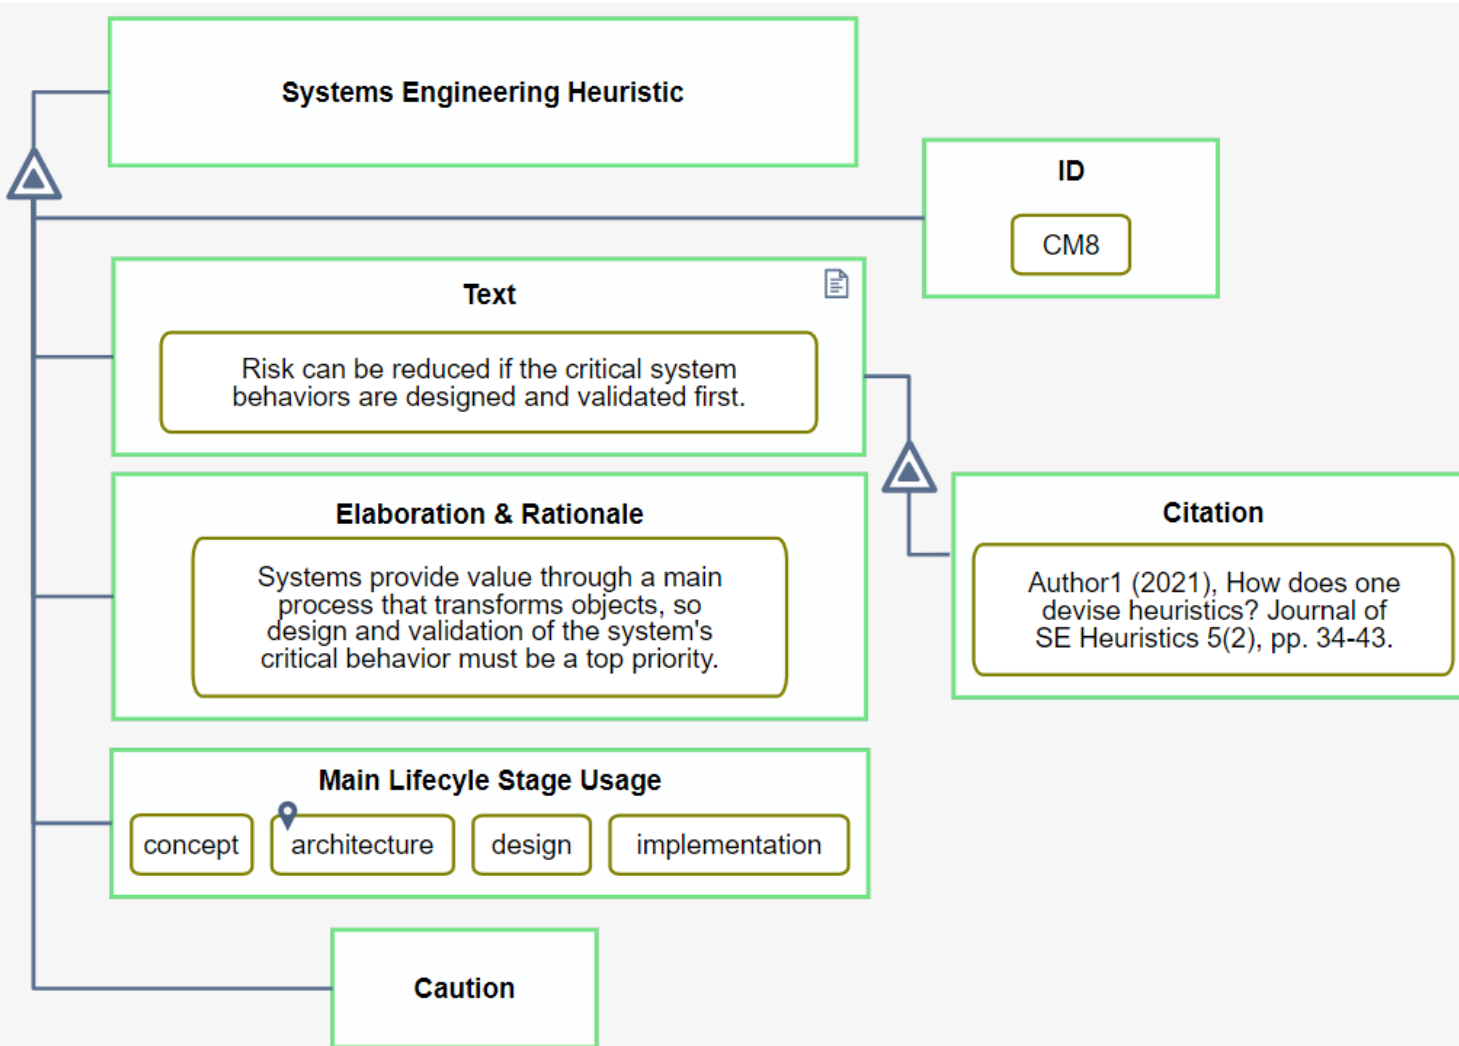 Systems Engineering Heuristic
ID
CM8
Text
Risk can be reduced if the critical system
behaviors are designed and validated first.
Elaboration & Rationale
Systems provide value through a main
process that transforms objects, so
design and validation of the system's
critical behavior must be a top priority.
Citation
Author1 (2021), How does one
devise heuristics? Journal of
SE Heuristics 5(2), pp. 34-43.
Main Lifecyle Stage Usage
concept architecture design implementation
Caution